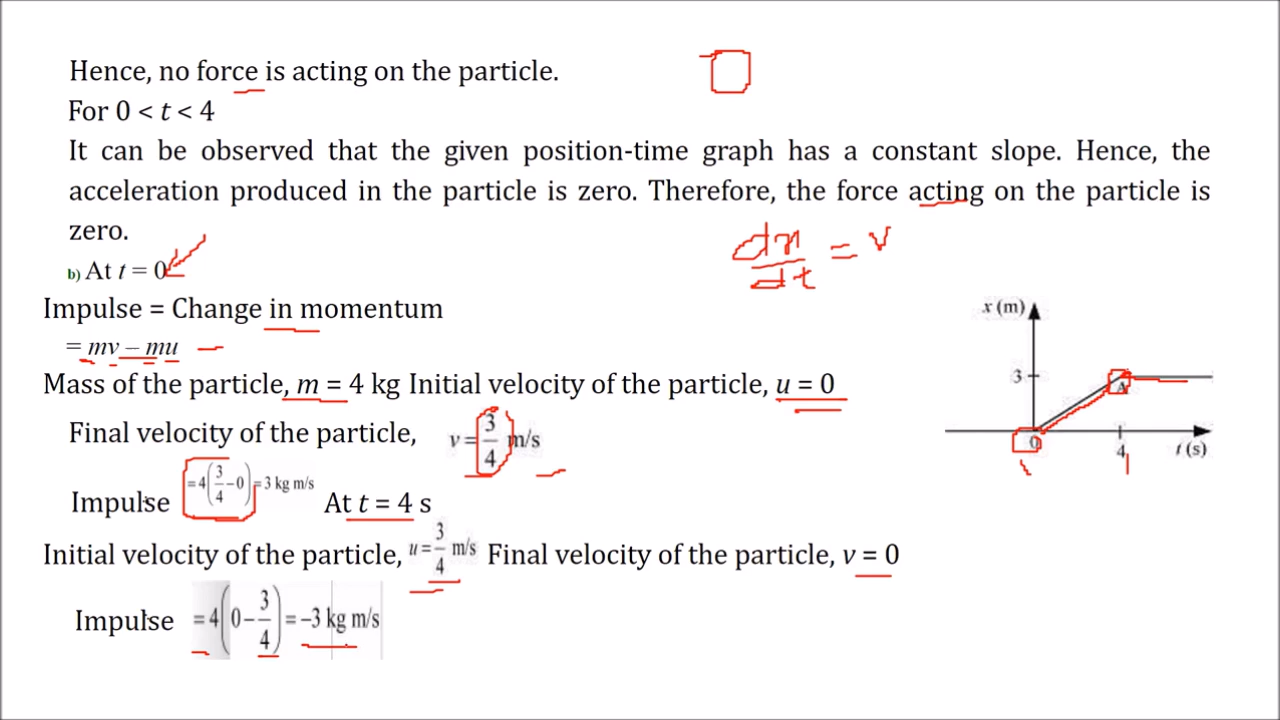 Hence, no force is acting on the particle.
For 0 < t < 4
It can be observed that the given position-time graph has a constant slope. Hence, the
acceleration produced in the particle is zero. Therefore, the force acting on the particle is
zero.
dx/dt = v
b) At t = 0
Impulse = Change in momentum
= mv – mu
Mass of the particle, m = 4 kg Initial velocity of the particle, u = 0
Final velocity of the particle, v = 3/4 m/s
Impulse = 4(3/4 – 0) = 3 kg m/s At t = 4 s
Initial velocity of the particle, u = 3/4 m/s Final velocity of the particle, v = 0
Impulse = 4(0 – 3/4) = –3 kg m/s
x (m)
3
A
0
4
t (s)